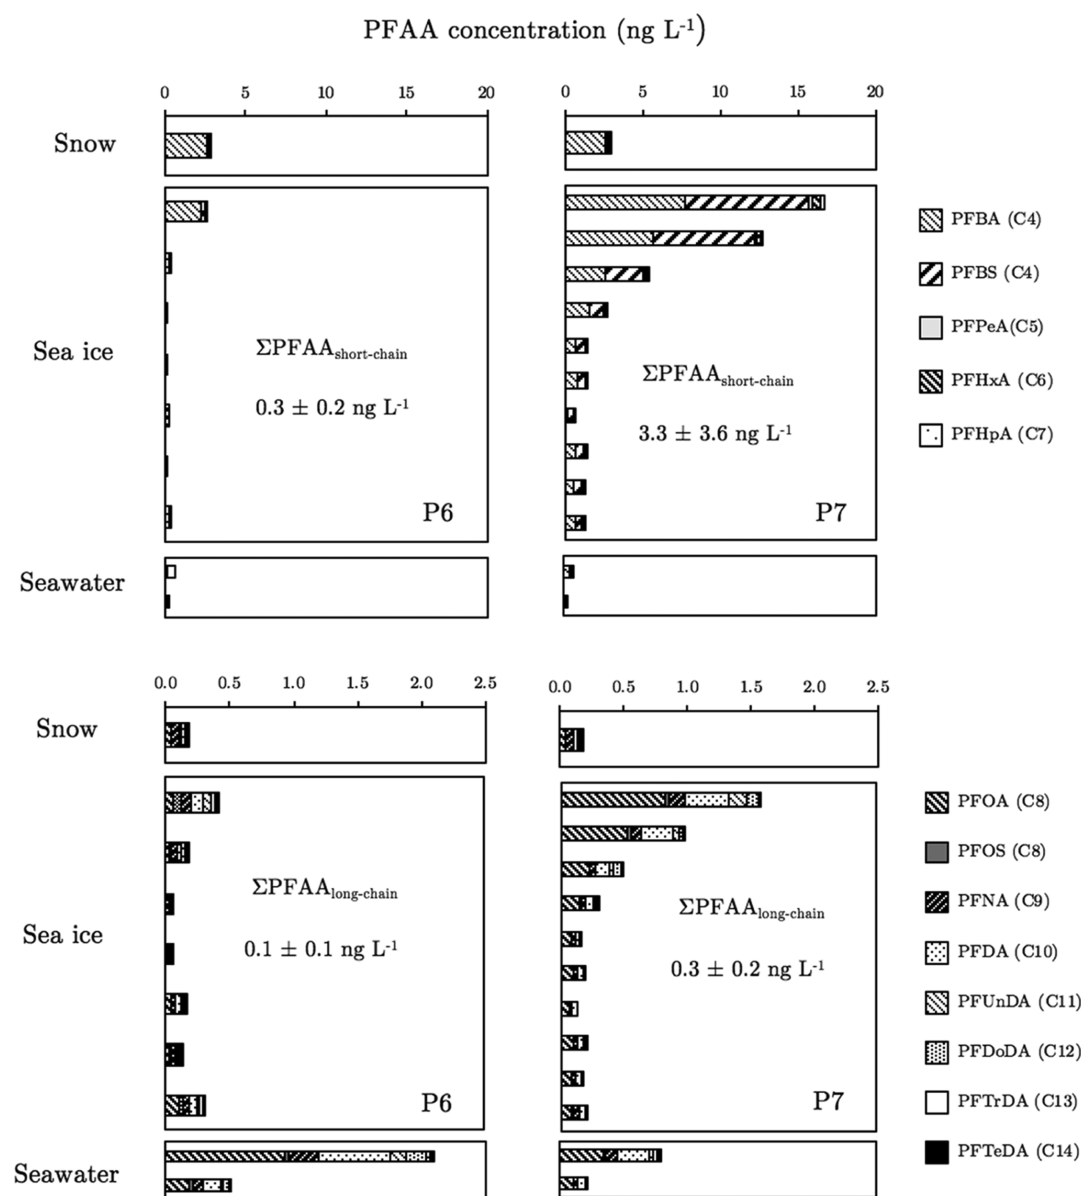 PFAA concentration (ng L-1)
0 5 10 15 20
0 5 10 15 20
Snow
Sea ice
ΣPFAAshort-chain
0.3 ± 0.2 ng L-1
P6
ΣPFAAshort-chain
3.3 ± 3.6 ng L-1
P7
PFBA (C4)
PFBS (C4)
PFPeA(C5)
PFHxA (C6)
PFHpA (C7)
Seawater
0.0 0.5 1.0 1.5 2.0 2.5
0.0 0.5 1.0 1.5 2.0 2.5
Snow
Sea ice
ΣPFAAlong-chain
0.1 ± 0.1 ng L-1
P6
ΣPFAAlong-chain
0.3 ± 0.2 ng L-1
P7
PFOA (C8)
PFOS (C8)
PFNA (C9)
PFDA (C10)
PFUnDA (C11)
PFDoDA (C12)
PFTrDA (C13)
PFTeDA (C14)
Seawater